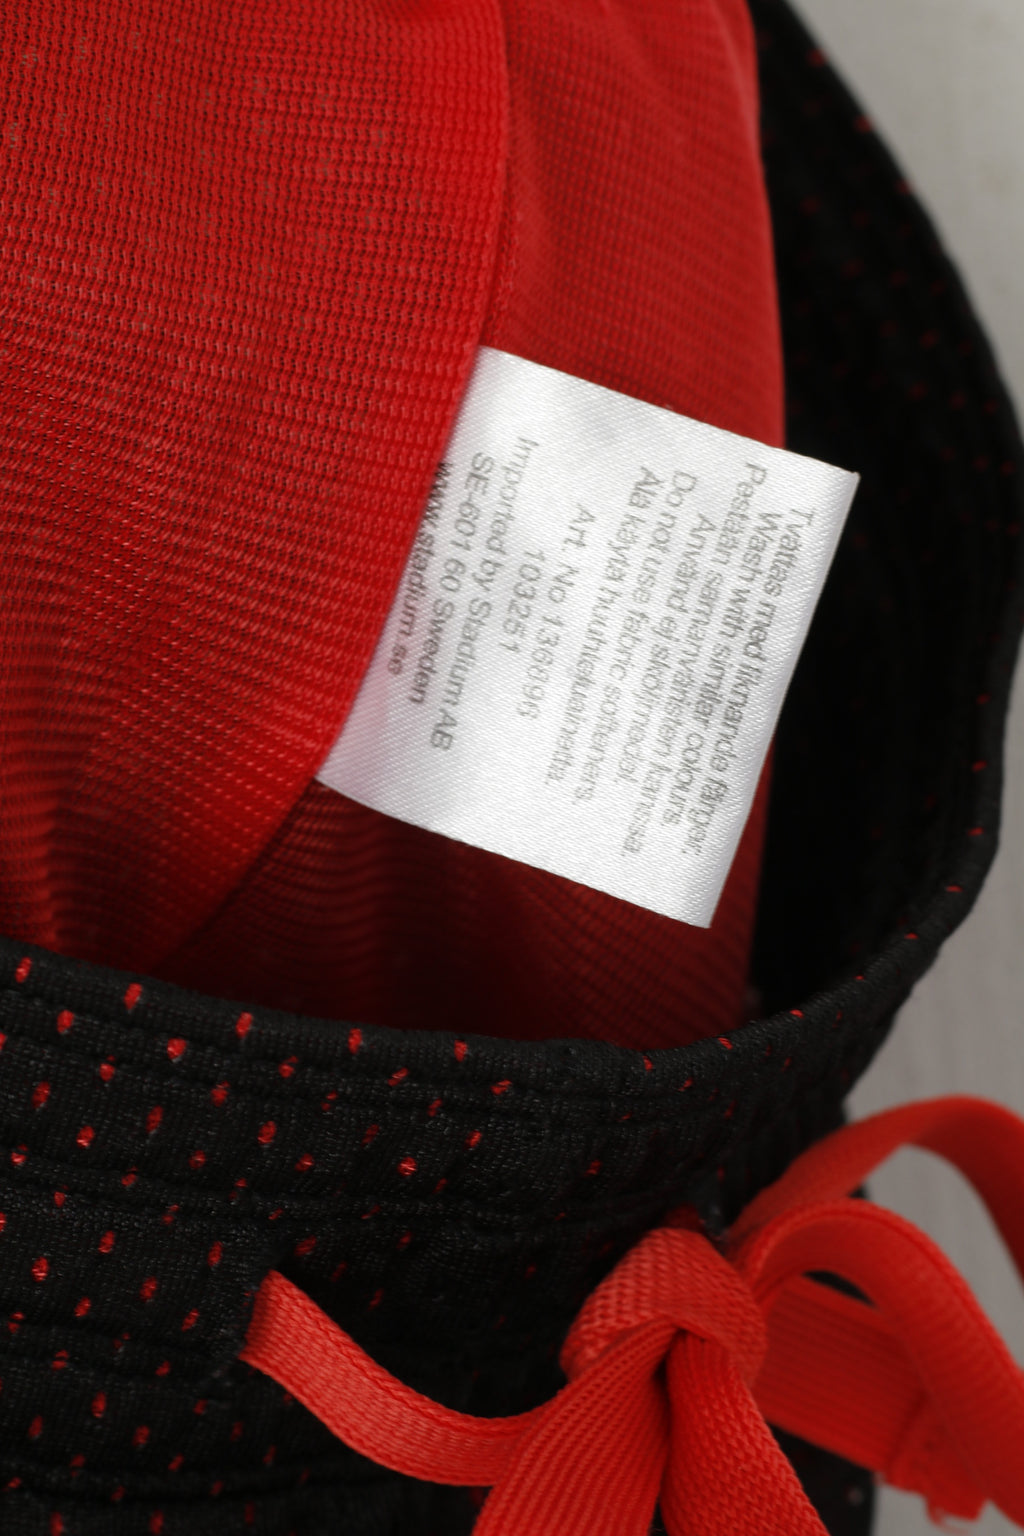 Tvättas med liknande färger.
Wash with similar colours.
Pestään samanväristen kanssa.
Använd ej sköljmedel.
Do not use fabric softeners.
Älä käytä huuhteluainetta.
Art. No 136896
103251
Imported by Stadium AB
SE-601 60 Sweden
www.stadium.se